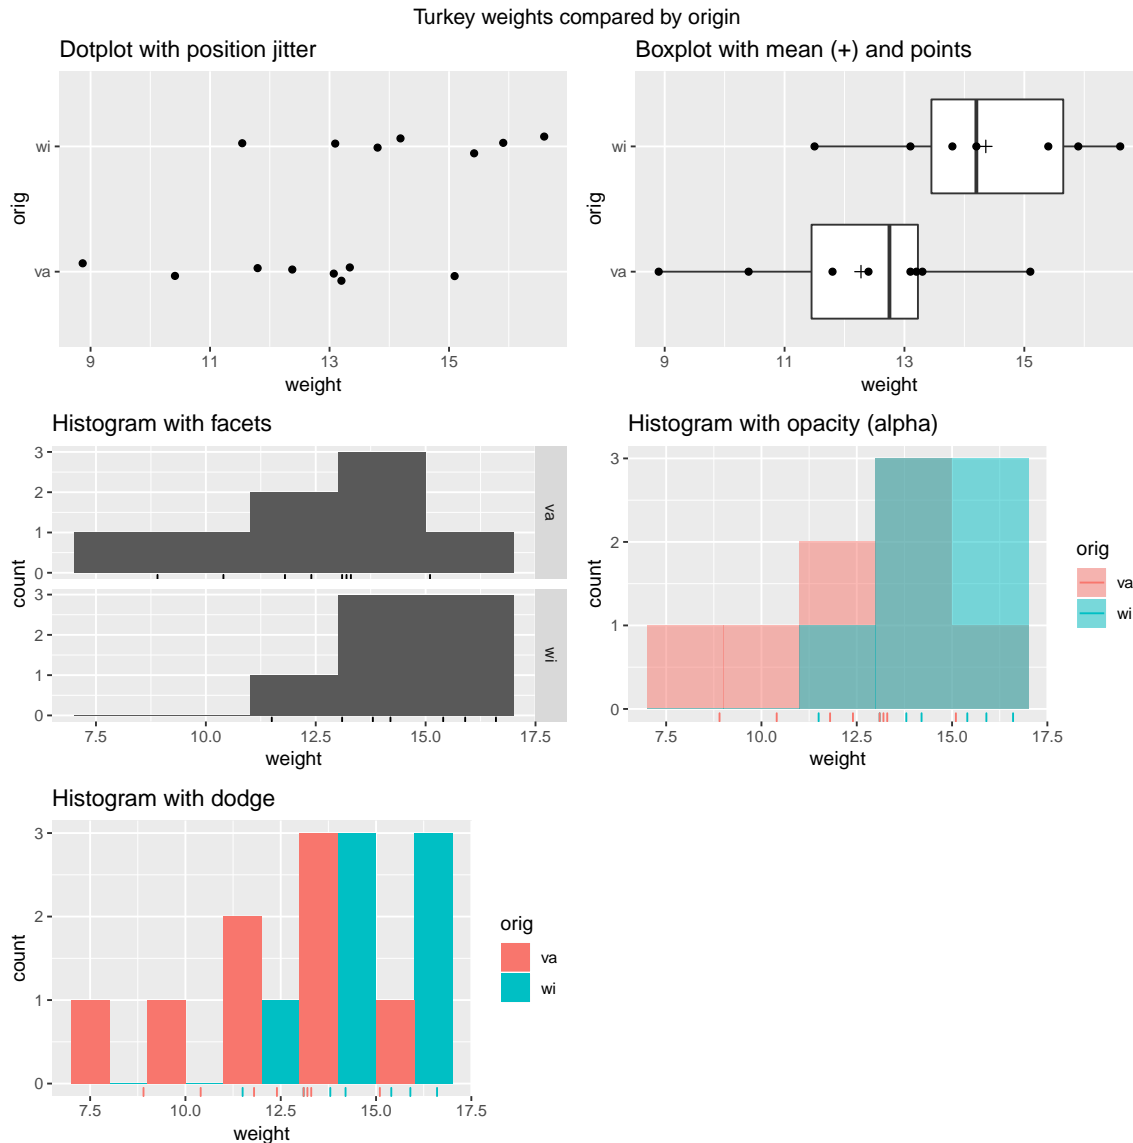 Turkey weights compared by origin
Dotplot with position jitter
wi
va
orig
9 11 13 15
weight
Boxplot with mean (+) and points
wi
va
orig
9 11 13 15
weight
Histogram with facets
3
2
1
0
va
3
2
1
0
wi
count
7.5 10.0 12.5 15.0 17.5
weight
Histogram with opacity (alpha)
3
2
1
0
count
7.5 10.0 12.5 15.0 17.5
weight
orig
va
wi
Histogram with dodge
3
2
1
0
count
7.5 10.0 12.5 15.0 17.5
weight
orig
va
wi